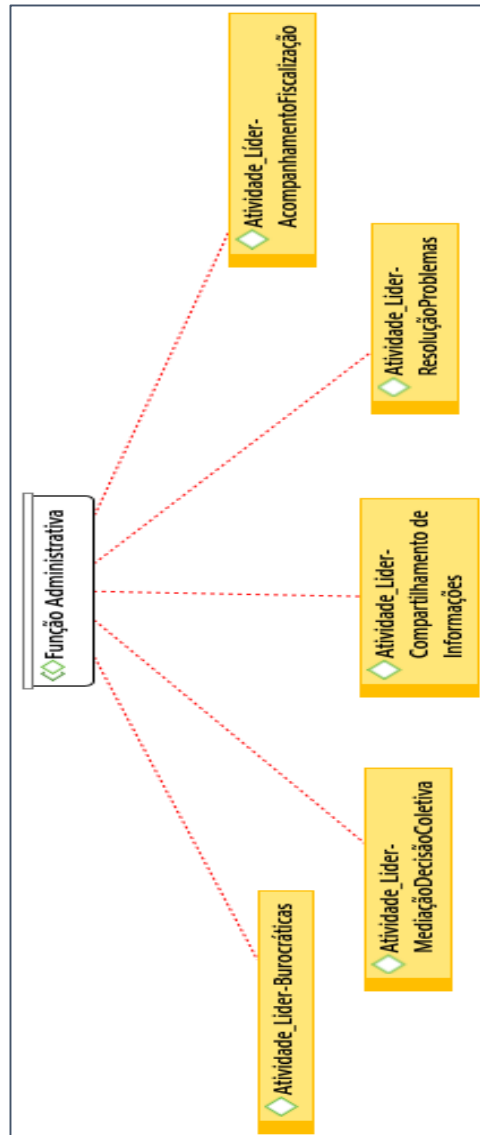 Função Administrativa
Atividade_Líder-Burocráticas
Atividade_Líder-
MediaçãoDecisãoColetiva
Atividade_Líder-
Compartilhamento de
Informações
Atividade_Líder-
ResoluçãoProblemas
Atividade_Líder-
AcompanhamentoFiscalização